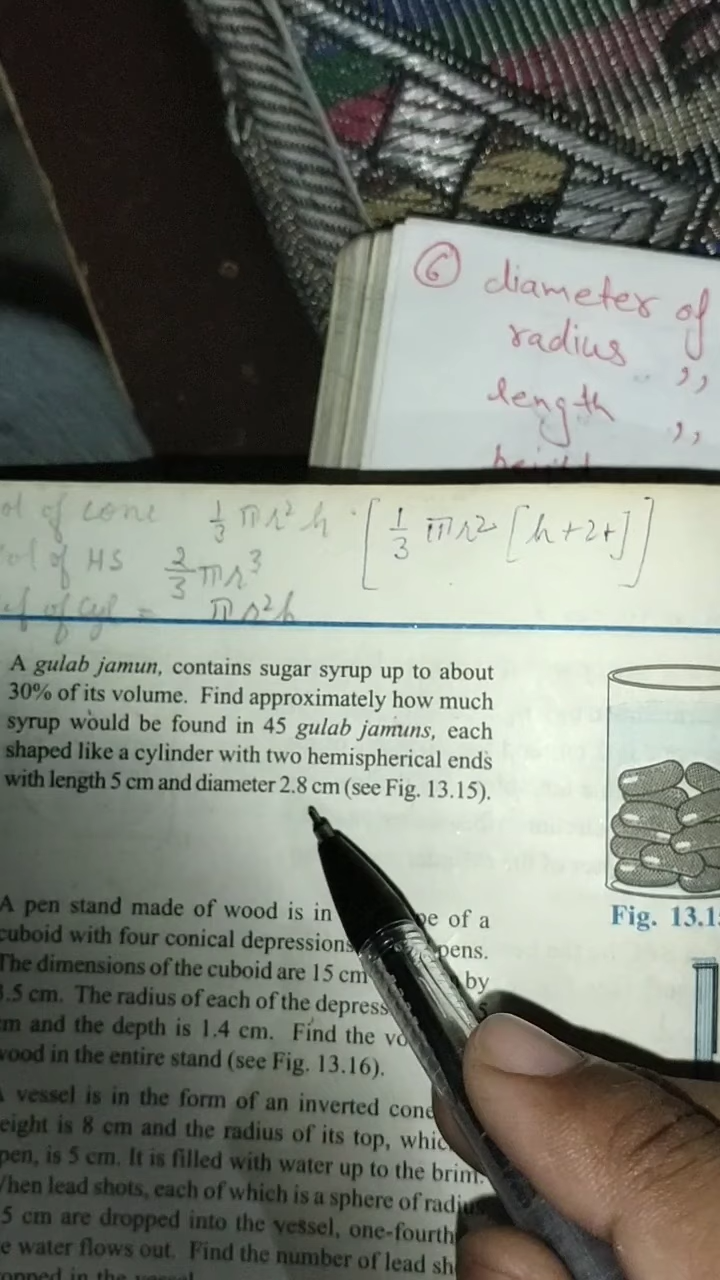 6 diameter of
radius ,,
length ,,
of cone 1/3 πr²h [1/3 πr² [h+2r]]
of HS 2/3 πr³
of Cyl = πr²h
A gulab jamun, contains sugar syrup up to about
30% of its volume. Find approximately how much
syrup would be found in 45 gulab jamuns, each
shaped like a cylinder with two hemispherical ends
with length 5 cm and diameter 2.8 cm (see Fig. 13.15).
Fig. 13.1
A pen stand made of wood is in of a
cuboid with four conical depressions pens.
The dimensions of the cuboid are 15 cm by
.5 cm. The radius of each of the depress
m and the depth is 1.4 cm. Find the vo
wood in the entire stand (see Fig. 13.16).
vessel is in the form of an inverted cone
eight is 8 cm and the radius of its top, whic
pen, is 5 cm. It is filled with water up to the brim.
When lead shots, each of which is a sphere of radius
5 cm are dropped into the vessel, one-fourth
e water flows out. Find the number of lead sh